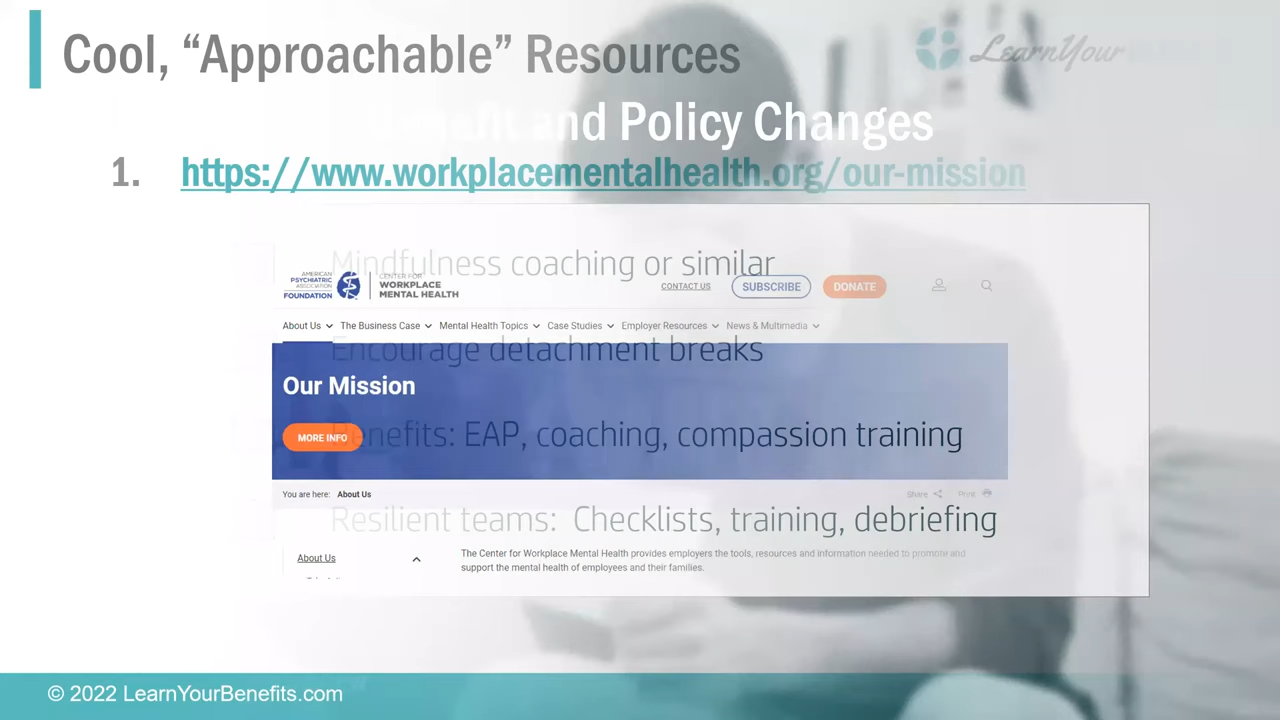 Cool, “Approachable” Resources
LearnYour
Benefit and Policy Changes
1. https://www.workplacementalhealth.org/our-mission
Mindfulness coaching or similar
AMERICAN
PSYCHIATRIC
ASSOCIATION
FOUNDATION
CENTER FOR
WORKPLACE
MENTAL HEALTH
CONTACT US
SUBSCRIBE
DONATE
About Us
The Business Case
Mental Health Topics
Case Studies
Employer Resources
News & Multimedia
Encourage detachment breaks
Our Mission
MORE INFO
Benefits: EAP, coaching, compassion training
You are here: About Us
Share
Print
Resilient teams: Checklists, training, debriefing
About Us
The Center for Workplace Mental Health provides employers the tools, resources and information needed to promote and
support the mental health of employees and their families.
© 2022 LearnYourBenefits.com